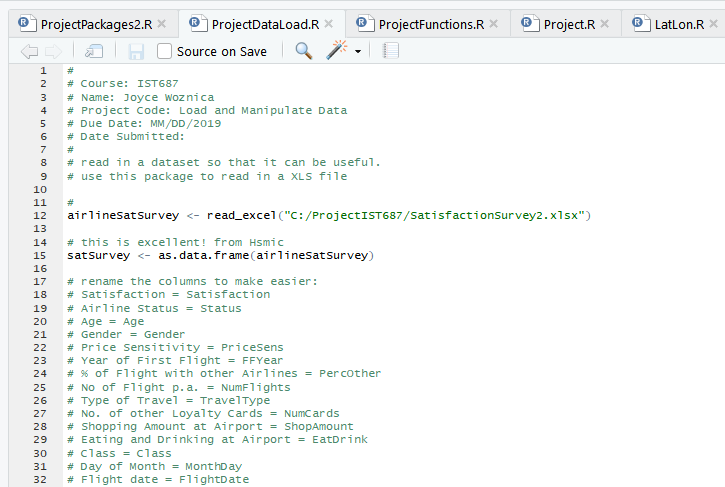 ProjectPackages2.R ProjectDataLoad.R ProjectFunctions.R Project.R LatLon.R
Source on Save
1 #
2 # Course: IST687
3 # Name: Joyce Woznica
4 # Project Code: Load and Manipulate Data
5 # Due Date: MM/DD/2019
6 # Date Submitted:
7 #
8 # read in a dataset so that it can be useful.
9 # use this package to read in a XLS file
10
11 #
12 airlineSatSurvey <- read_excel("C:/ProjectIST687/SatisfactionSurvey2.xlsx")
13
14 # this is excellent! from Hsmic
15 satSurvey <- as.data.frame(airlineSatSurvey)
16
17 # rename the columns to make easier:
18 # Satisfaction = Satisfaction
19 # Airline Status = Status
20 # Age = Age
21 # Gender = Gender
22 # Price Sensitivity = PriceSens
23 # Year of First Flight = FFYear
24 # % of Flight with other Airlines = PercOther
25 # No of Flight p.a. = NumFlights
26 # Type of Travel = TravelType
27 # No. of other Loyalty Cards = NumCards
28 # Shopping Amount at Airport = ShopAmount
29 # Eating and Drinking at Airport = EatDrink
30 # Class = Class
31 # Day of Month = MonthDay
32 # Flight date = FlightDate